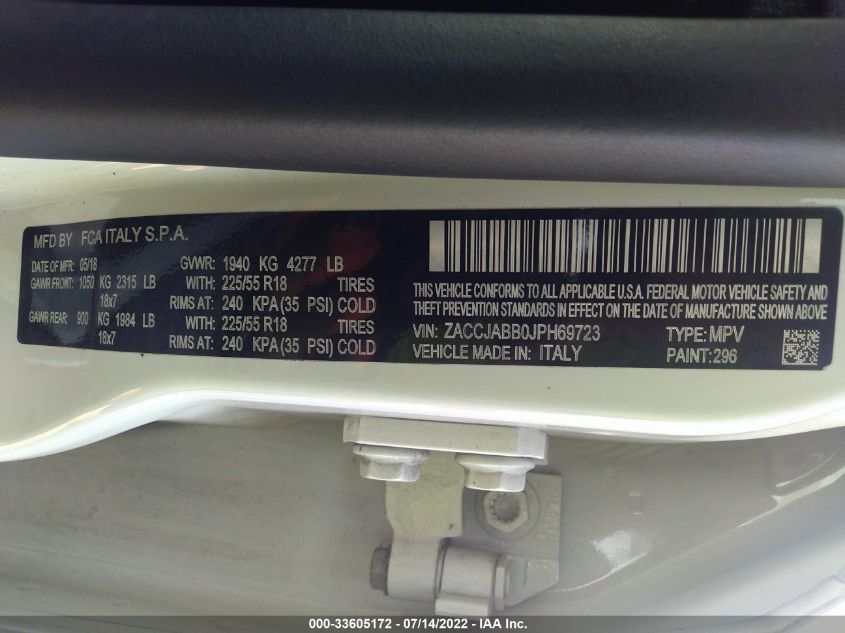 MFD BY FCA ITALY S.P.A.
DATE OF MFR: 05/18 GVWR: 1940 KG 4277 LB
GAWR FRONT: 1050 KG 2315 LB WITH: 225/55 R18 TIRES
18x7 RIMS AT: 240 KPA (35 PSI) COLD
GAWR REAR: 900 KG 1984 LB WITH: 225/55 R18 TIRES
18x7 RIMS AT: 240 KPA (35 PSI) COLD
THIS VEHICLE CONFORMS TO ALL APPLICABLE U.S.A. FEDERAL MOTOR VEHICLE SAFETY AND
THEFT PREVENTION STANDARDS IN EFFECT ON THE DATE OF MANUFACTURE SHOWN ABOVE
VIN: ZACCJABB0JPH69723 TYPE: MPV
VEHICLE MADE IN: ITALY PAINT: 296
000-33605172 - 07/14/2022 - IAA Inc.